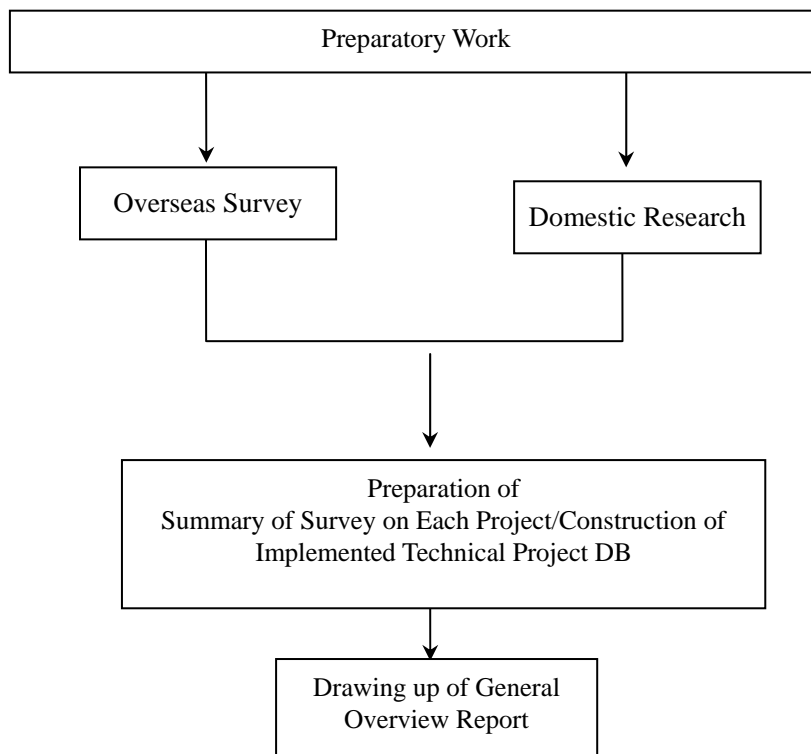 Preparatory Work
Overseas Survey
Domestic Research
Preparation of
Summary of Survey on Each Project/Construction of
Implemented Technical Project DB
Drawing up of General
Overview Report